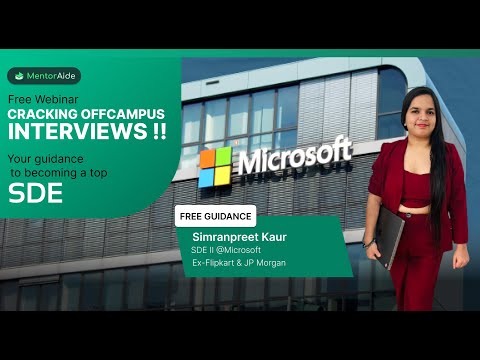 MentorAide
Free Webinar
CRACKING OFFCAMPUS
INTERVIEWS !!
Your guidance
to becoming a top
SDE
Microsoft
FREE GUIDANCE
Simranpreet Kaur
SDE II @Microsoft
Ex-Flipkart & JP Morgan